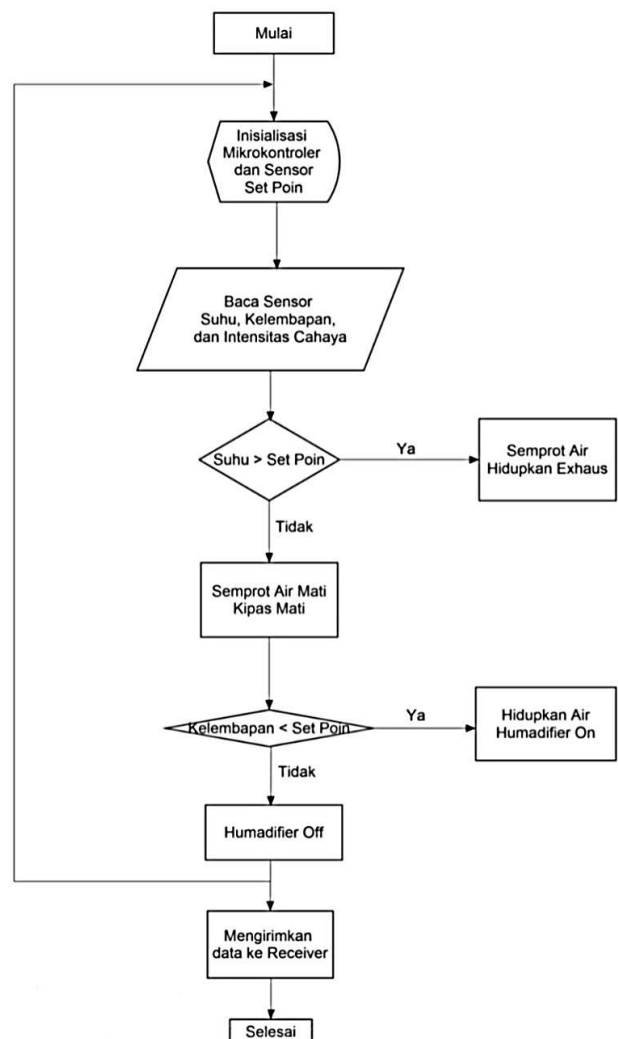 Mulai
Inisialisasi
Mikrokontroler
dan Sensor
Set Poin
Baca Sensor
Suhu, Kelembapan,
dan Intensitas Cahaya
Suhu > Set Poin
Ya
Semprot Air
Hidupkan Exhaus
Tidak
Semprot Air Mati
Kipas Mati
Kelembapan < Set Poin
Ya
Hidupkan Air
Humadifier On
Tidak
Humadifier Off
Mengirimkan
data ke Receiver
Selesai